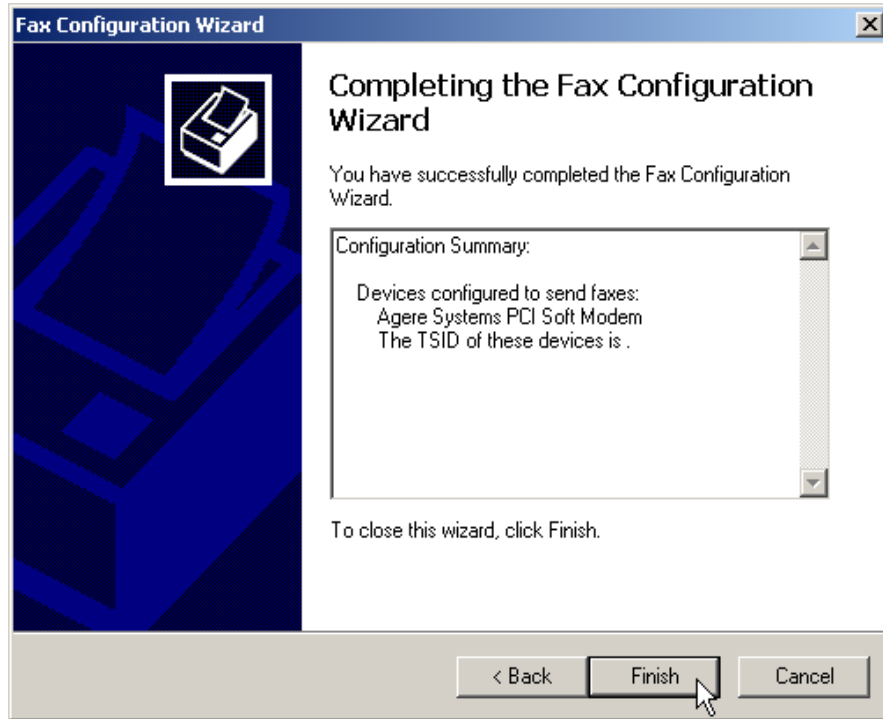 Fax Configuration Wizard
Completing the Fax Configuration
Wizard
You have successfully completed the Fax Configuration
Wizard.
Configuration Summary:
Devices configured to send faxes:
Agere Systems PCI Soft Modem
The TSID of these devices is .
To close this wizard, click Finish.
< Back
Finish
Cancel